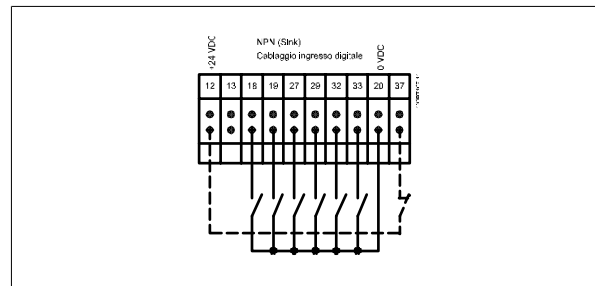 +24 VDC
NPN (Sink)
Cablaggio ingresso digitale
0 VDC
12 13 18 19 27 29 32 33 20 37